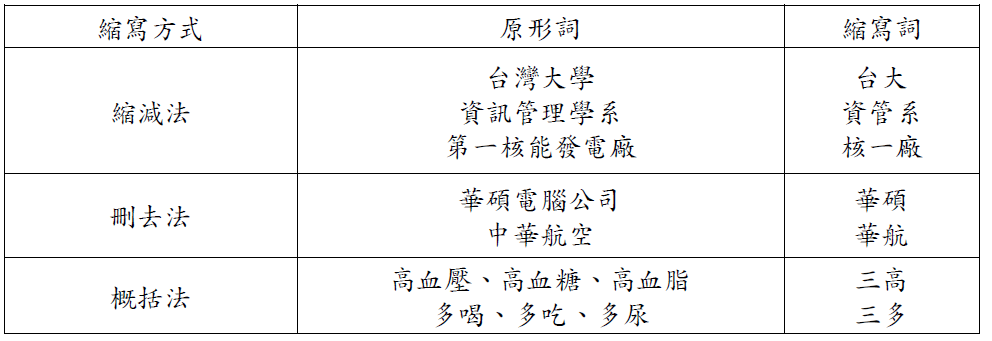 縮寫方式 原形詞 縮寫詞
縮減法
台灣大學 台大
資訊管理學系 資管系
第一核能發電廠 核一廠
刪去法
華碩電腦公司 華碩
中華航空 華航
概括法
高血壓、高血糖、高血脂 三高
多喝、多吃、多尿 三多